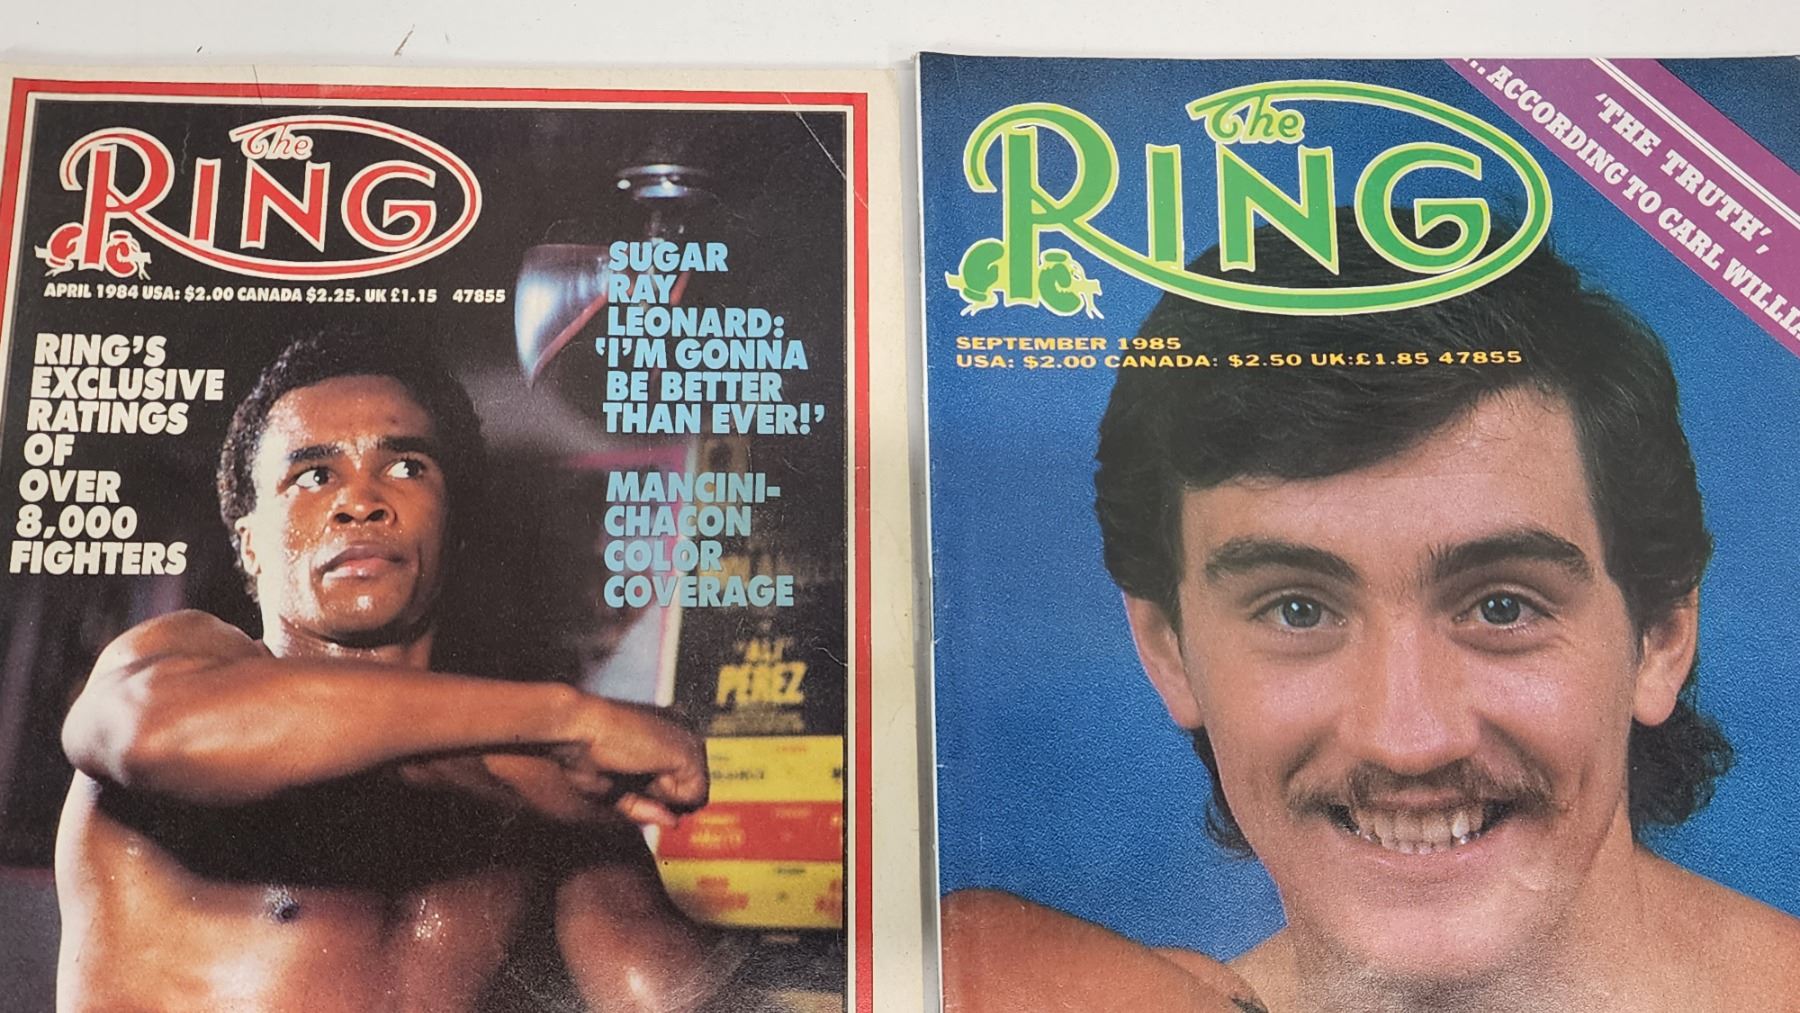 The
RING
APRIL 1984 USA: $2.00 CANADA $2.25. UK £1.15 47855
RING'S
EXCLUSIVE
RATINGS
OF
OVER
8,000
FIGHTERS
SUGAR
RAY
LEONARD:
'I'M GONNA
BE BETTER
THAN EVER!'
MANCINI-
CHACON
COLOR
COVERAGE
'ALI'
PEREZ
The
RING
SEPTEMBER 1985
USA: $2.00 CANADA: $2.50 UK:£1.85 47855
'THE TRUTH',
... ACCORDING TO CARL WILLI